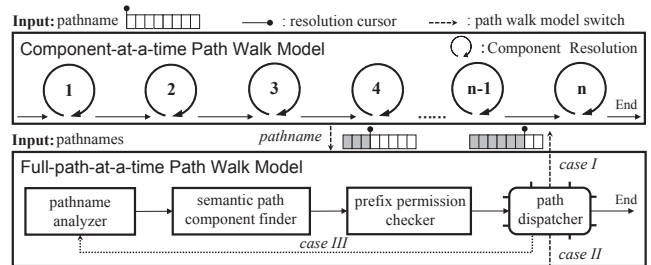 Input: pathname : resolution cursor : path walk model switch
Component-at-a-time Path Walk Model : Component Resolution
1 2 3 4 n-1 n
...... End
Input: pathnames pathname case I
Full-path-at-a-time Path Walk Model
pathname analyzer
semantic path component finder
prefix permission checker
path dispatcher
End
case III case II